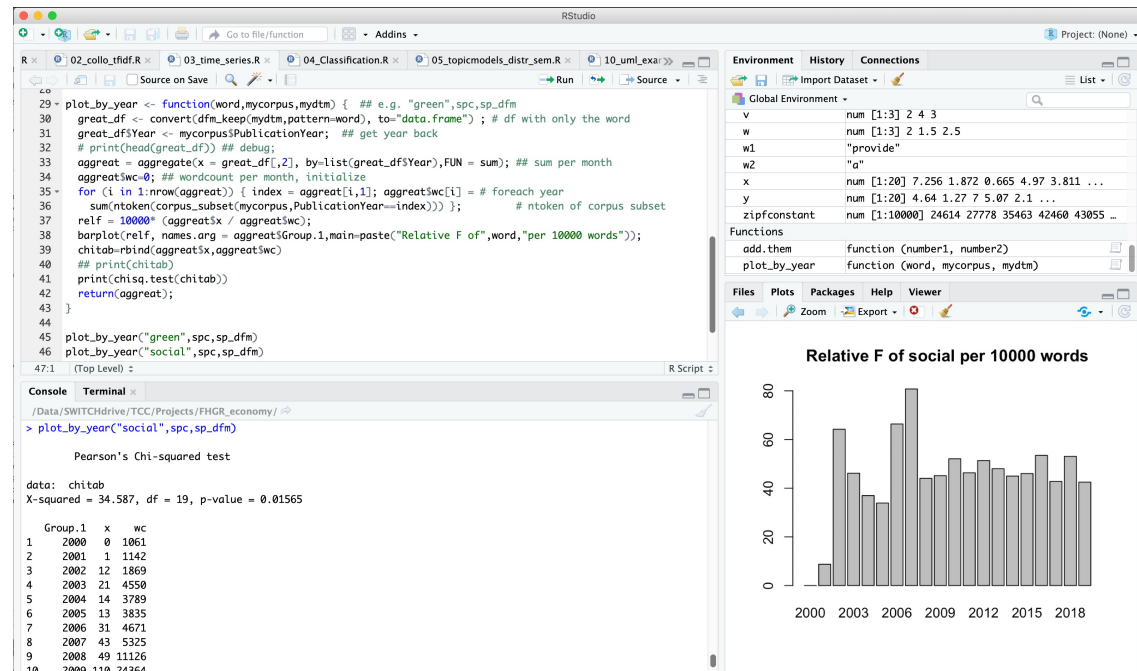 RStudio
Go to file/function
Addins
Project: (None)
R
02_collo_tfidf.R
03_time_series.R
04_Classification.R
05_topicmodels_distr_sem.R
10_uml_exar
Source on Save
Run
Source
28
29 plot_by_year <- function(word,mycorpus,mydtm) {  ## e.g. "green",spc,sp_dfm
30   great_df <- convert(dfm_keep(mydtm,pattern=word), to="data.frame") ; # df with only the word
31   great_df$Year <- mycorpus$PublicationYear;  ## get year back
32   # print(head(great_df)) ## debug;
33   aggreat = aggregate(x = great_df[,2], by=list(great_df$Year),FUN = sum); ## sum per month
34   aggreat$wc=0; ## wordcount per month, initialize
35   for (i in 1:nrow(aggreat)) { index = aggreat[i,1]; aggreat$wc[i] = # foreach year
36     sum(ntoken(corpus_subset(mycorpus,PublicationYear==index))) };         # ntoken of corpus subset
37   relf = 10000* (aggreat$x / aggreat$wc);
38   barplot(relf, names.arg = aggreat$Group.1,main=paste("Relative F of",word,"per 10000 words"));
39   chitab=rbind(aggreat$x,aggreat$wc)
40   ## print(chitab)
41   print(chisq.test(chitab))
42   return(aggreat);
43 }
44
45 plot_by_year("green",spc,sp_dfm)
46 plot_by_year("social",spc,sp_dfm)
47:1 (Top Level) R Script
Console Terminal
/Data/SWITCHdrive/TCC/Projects/FHGR_economy/
> plot_by_year("social",spc,sp_dfm)
Pearson's Chi-squared test
data:  chitab
X-squared = 34.587, df = 19, p-value = 0.01565
Group.1 x wc
1 2000 0 1061
2 2001 1 1142
3 2002 12 1869
4 2003 21 4550
5 2004 14 3789
6 2005 13 3835
7 2006 31 4671
8 2007 43 5325
9 2008 49 11126
10 2009 110 24364
Environment History Connections
Import Dataset List
Global Environment
v num [1:3] 2 4 3
w num [1:3] 2 1.5 2.5
w1 "provide"
w2 "a"
x num [1:20] 7.256 1.872 0.665 4.97 3.811 ...
y num [1:20] 4.64 1.27 7 5.07 2.1 ...
zipfconstant num [1:10000] 24614 27778 35463 42460 43055 …
Functions
add.them function (number1, number2)
plot_by_year function (word, mycorpus, mydtm)
Files Plots Packages Help Viewer
Zoom Export
Relative F of social per 10000 words
80
60
40
20
0
2000 2003 2006 2009 2012 2015 2018